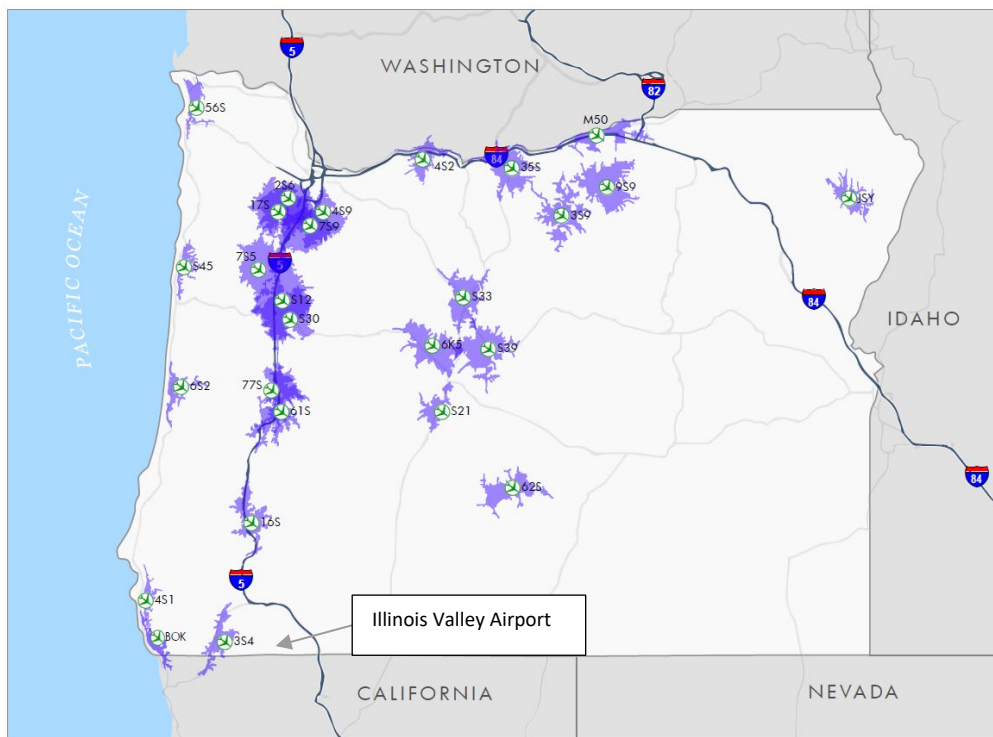 5
WASHINGTON
82
56S
M50
4S2
84
35S
9S9
2S6
17S
4S9
7S9
3S9
JSY
PACIFIC OCEAN
7S5
5
S45
S12
S33
84
S30
IDAHO
6K5
S39
6S2
77S
61S
S21
84
62S
16S
5
4S1
Illinois Valley Airport
BOK
3S4
CALIFORNIA
NEVADA